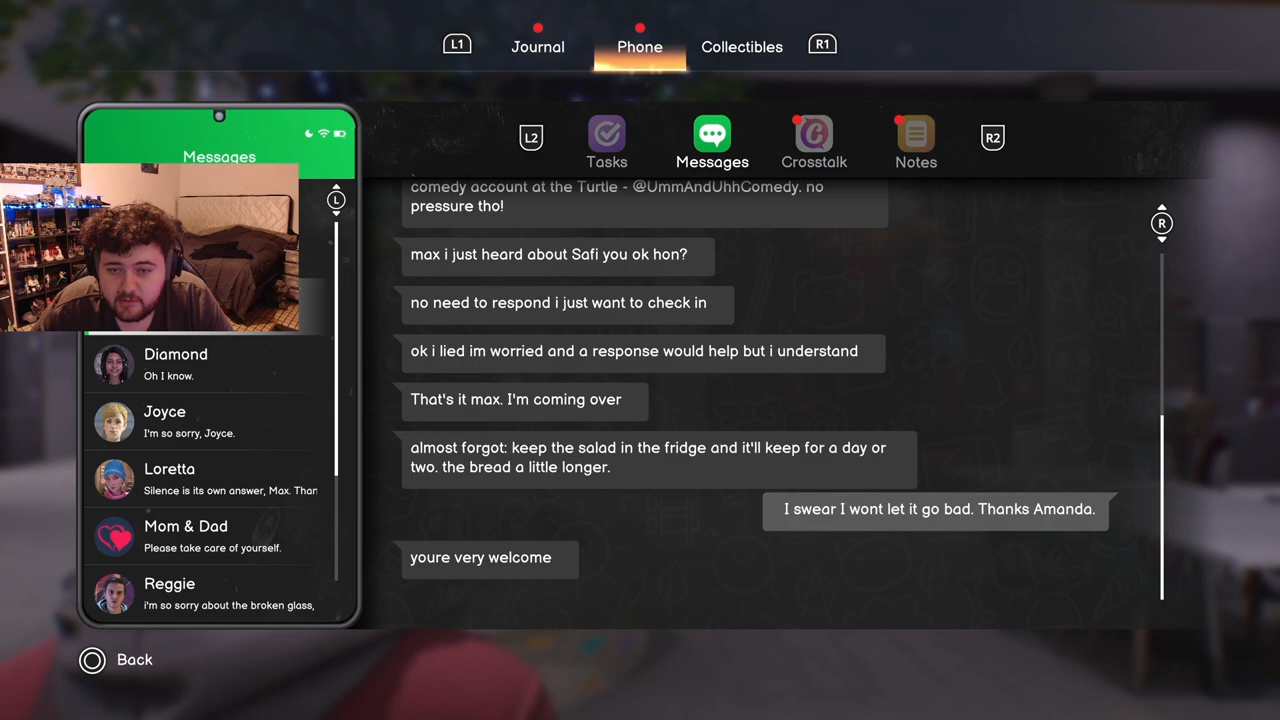 L1
Journal
Phone
Collectibles
R1
L2
Tasks
Messages
Crosstalk
Notes
R2
Messages
L
R
comedy account at the Turtle - @UmmAndUhhComedy. no
pressure tho!
max i just heard about Safi you ok hon?
no need to respond i just want to check in
ok i lied im worried and a response would help but i understand
That's it max. I'm coming over
almost forgot: keep the salad in the fridge and it'll keep for a day or
two. the bread a little longer.
I swear I wont let it go bad. Thanks Amanda.
youre very welcome
Diamond
Oh I know.
Joyce
I'm so sorry, Joyce.
Loretta
Silence is its own answer, Max. Than
Mom & Dad
Please take care of yourself.
Reggie
i'm so sorry about the broken glass,
Back